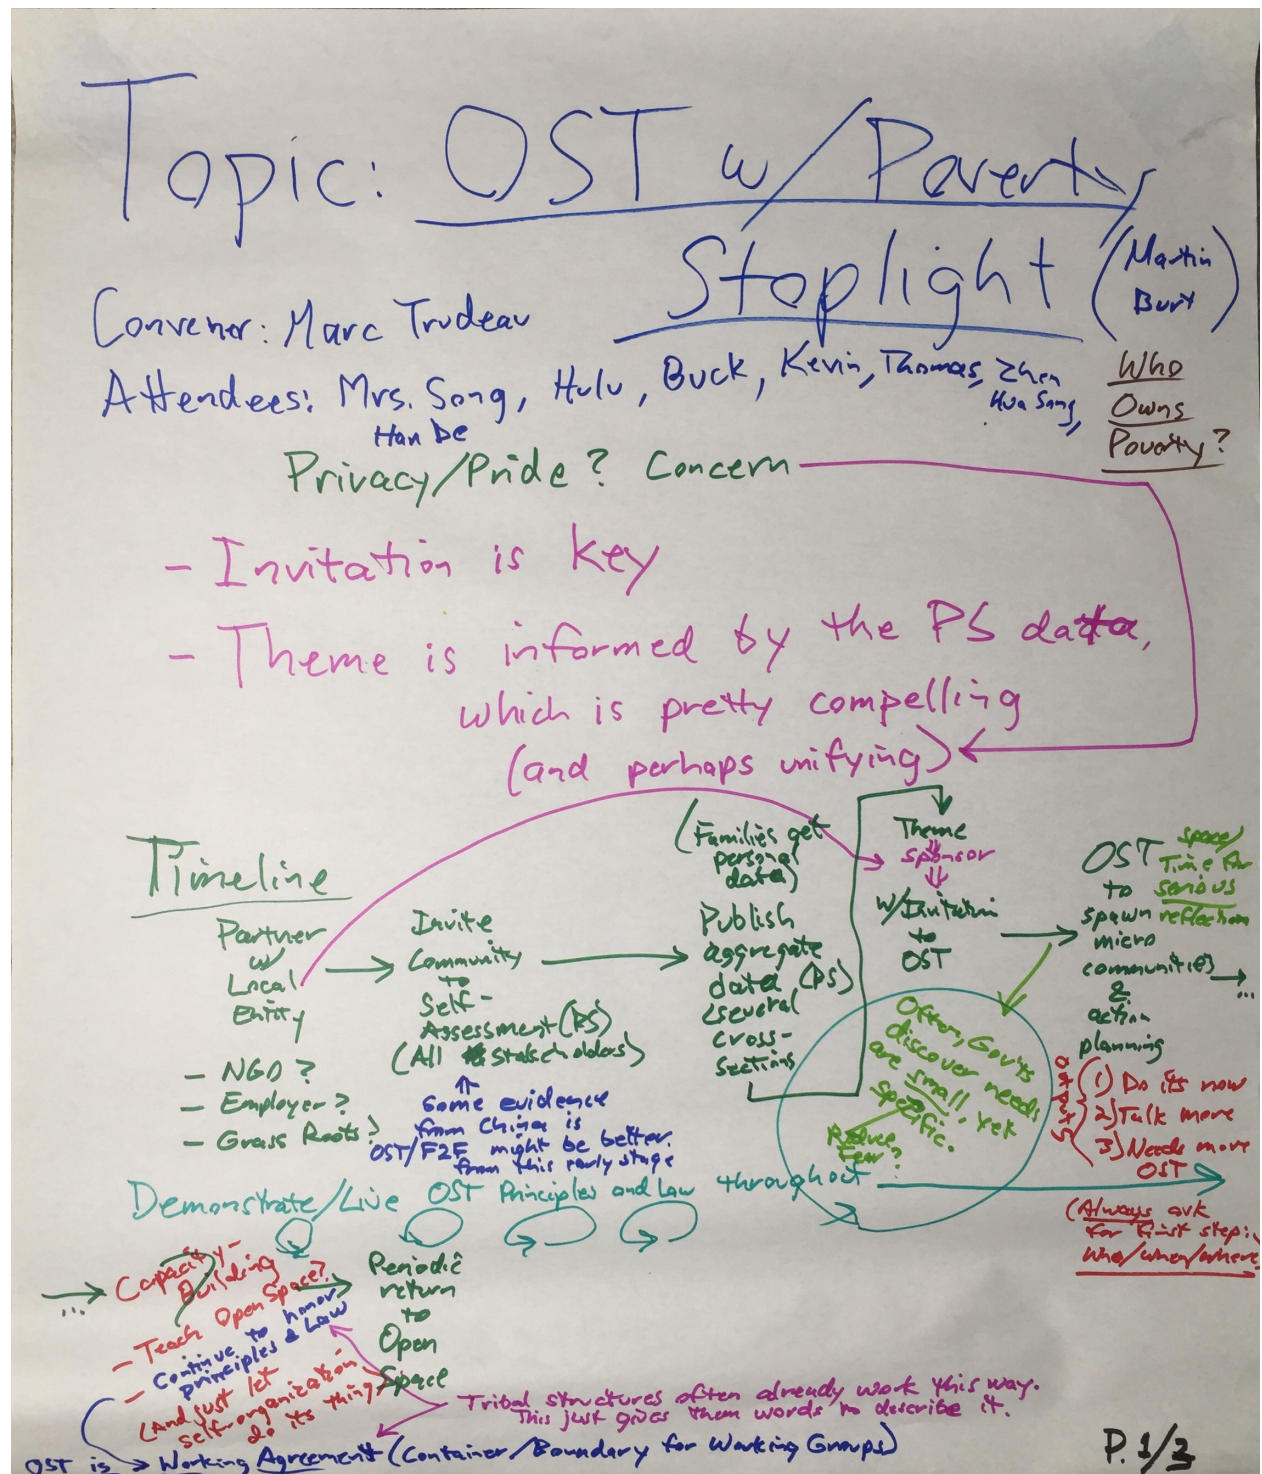 Topic: OST w/ Poverty
Stoplight
(Martin
Burt)
Convenor: Marc Trudeau
Attendees: Mrs. Song, Hulu, Buck, Kevin, Thomas, Zhen
Hua Song,
Han De
Who
Owns
Poverty?
Privacy/Pride? Concern
- Invitation is key
- Theme is informed by the PS data,
which is pretty compelling
(and perhaps unifying)
Timeline
Partner
w/
Local
Entity
- NGO?
- Employer?
- Grass Roots?
Invite
Community
to
Self-
Assessment (PS)
(All Stakeholders)
Some evidence
from China is
OST/F2F might be better
from this early stage
(Families get
personal
data)
Publish
aggregate
data (PS)
(several
cross-
sections
Theme
sponsor
w/Invitation
to
OST
OST
to
spawn
micro
communities
&
action
planning
...
space/
Time for
serious
reflection
Often, Gov'ts
discover needs
are small, yet
specific.
Reduce
fear?
Output
(1) Do its now
2) Talk more
3) Needs more
OST
(Always ask
for first step:
Who/when/where
Demonstrate/Live OST Principles and Law throughout
...
Capacity-
Building
- Teach Open Space?
- Continue to honor
principles & Law
(And just let
self-organization
do its thing)
Periodic
return
to
Open
Space
Tribal structures often already work this way.
This just gives them words to describe it.
OST is → Working Agreement (Container/Boundary for Working Groups)
P. 1/3